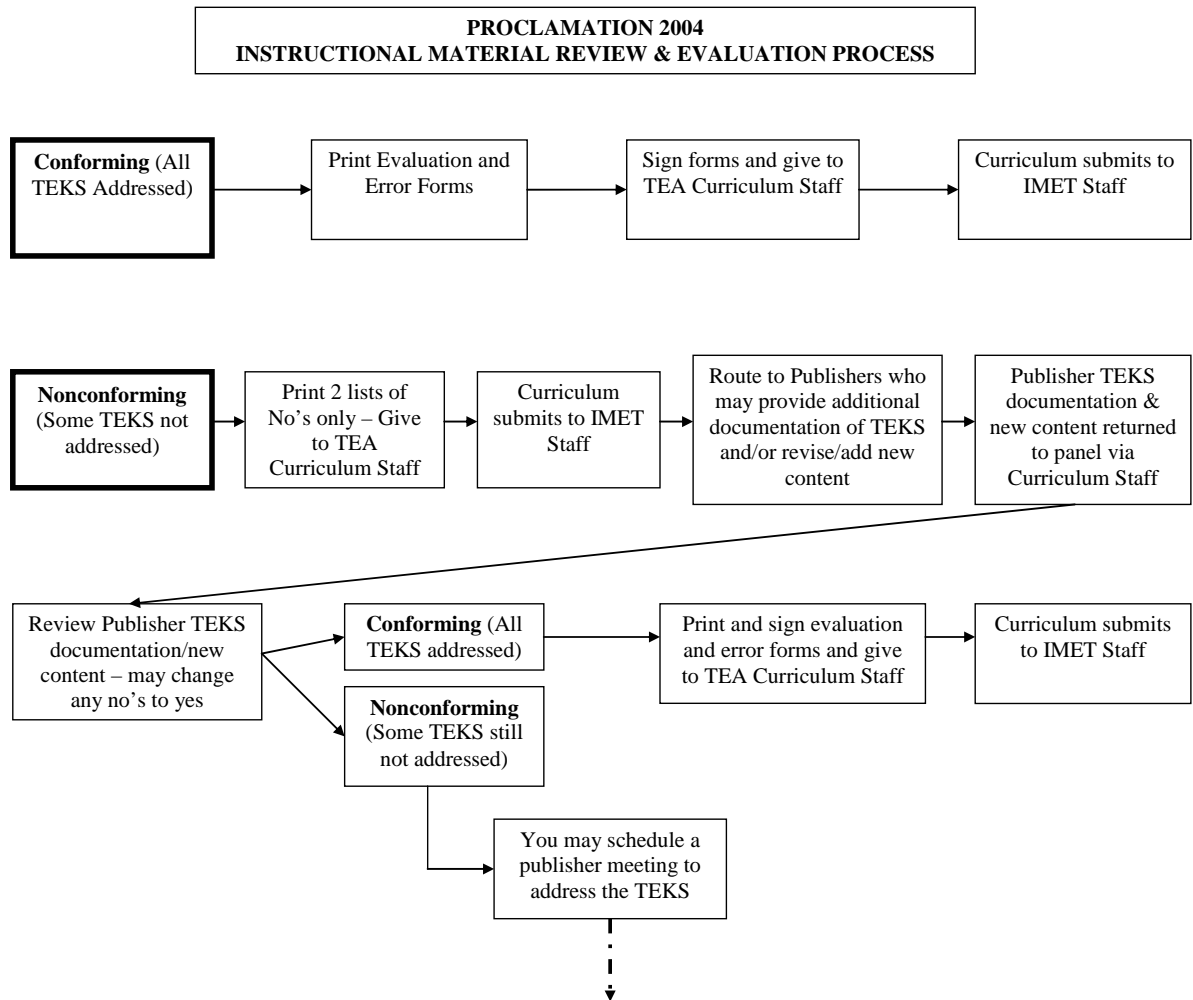 PROCLAMATION 2004
INSTRUCTIONAL MATERIAL REVIEW & EVALUATION PROCESS
Conforming (All
TEKS Addressed)
Print Evaluation and
Error Forms
Sign forms and give to
TEA Curriculum Staff
Curriculum submits to
IMET Staff
Nonconforming
(Some TEKS not
addressed)
Print 2 lists of
No's only – Give
to TEA
Curriculum Staff
Curriculum
submits to IMET
Staff
Route to Publishers who
may provide additional
documentation of TEKS
and/or revise/add new
content
Publisher TEKS
documentation &
new content returned
to panel via
Curriculum Staff
Review Publisher TEKS
documentation/new
content – may change
any no's to yes
Conforming (All
TEKS addressed)
Print and sign evaluation
and error forms and give
to TEA Curriculum Staff
Curriculum submits
to IMET Staff
Nonconforming
(Some TEKS still
not addressed)
You may schedule a
publisher meeting to
address the TEKS